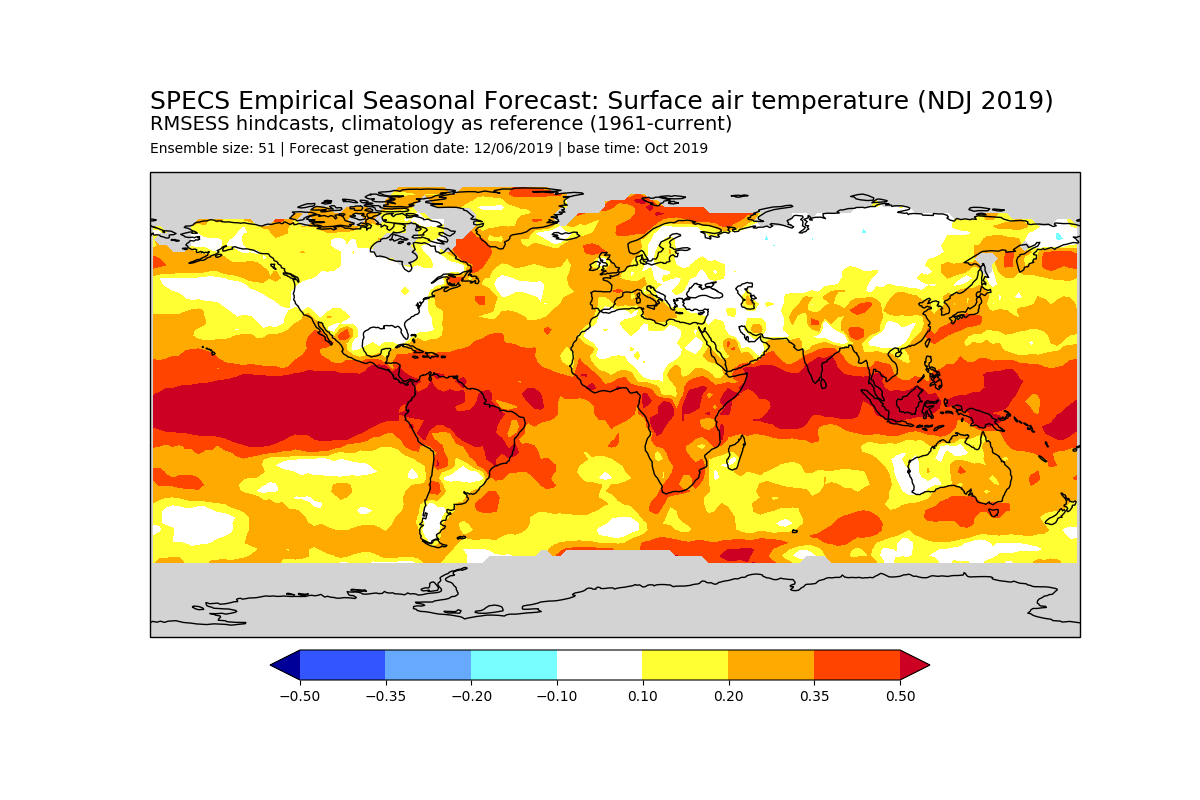 SPECS Empirical Seasonal Forecast: Surface air temperature (NDJ 2019)
RMSESS hindcasts, climatology as reference (1961-current)
Ensemble size: 51 | Forecast generation date: 12/06/2019 | base time: Oct 2019
−0.50 −0.35 −0.20 −0.10 0.10 0.20 0.35 0.50